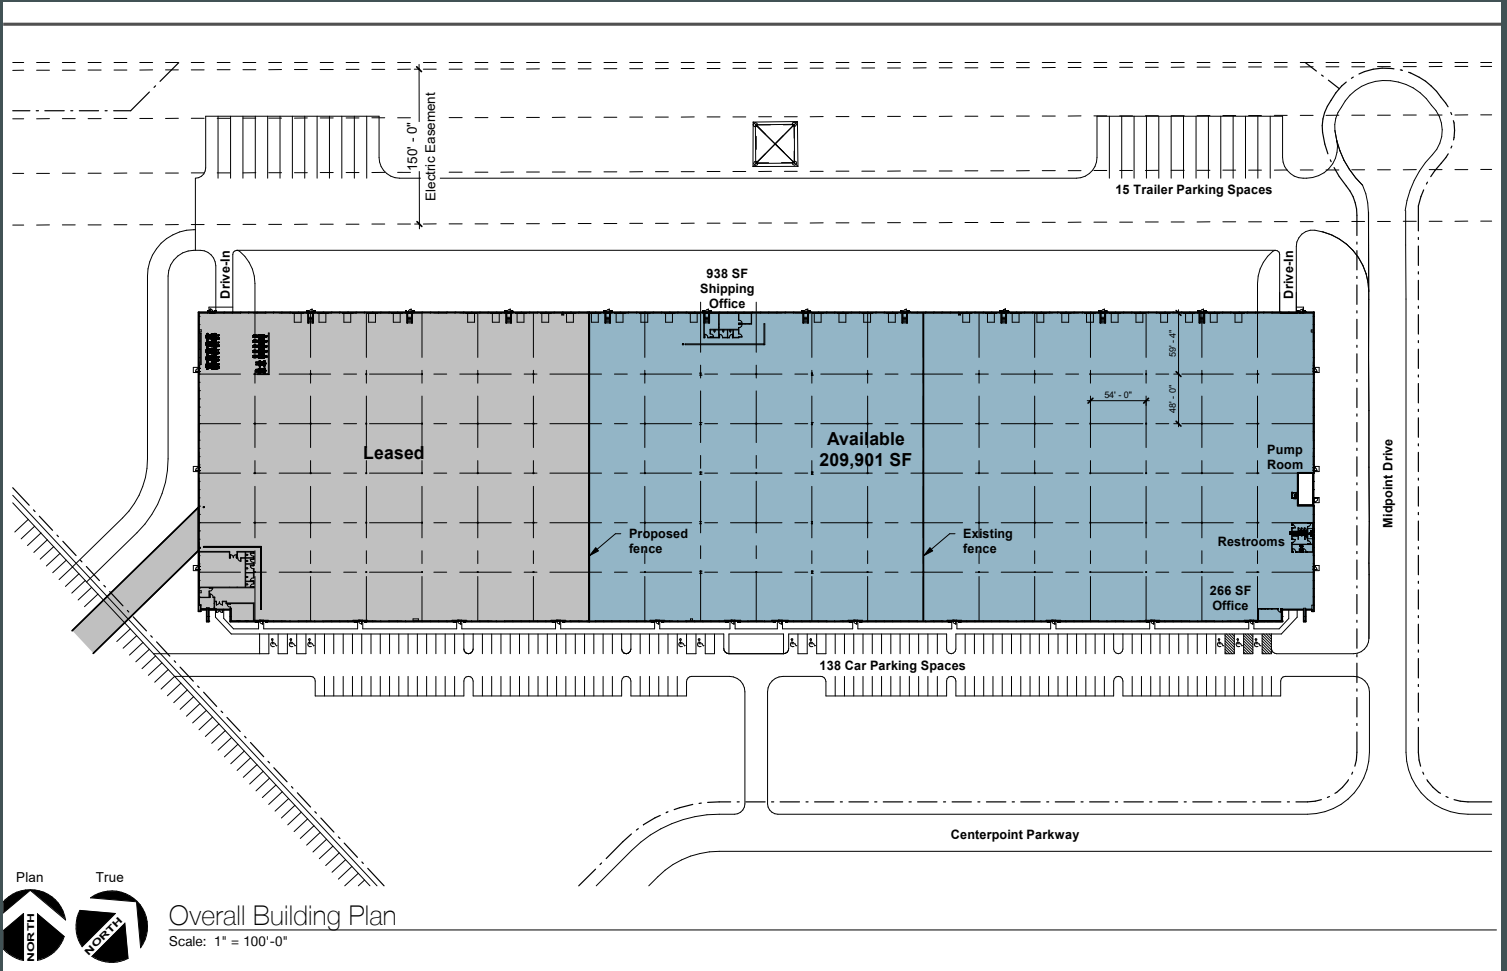 150' - 0"
Electric Easement
15 Trailer Parking Spaces
Drive-In
938 SF
Shipping
Office
Drive-In
59' - 4"
54' - 0"
48' - 0"
Leased
Available
209,901 SF
Pump
Room
Midpoint Drive
Proposed
fence
Existing
fence
Restrooms
266 SF
Office
138 Car Parking Spaces
Centerpoint Parkway
Plan
True
NORTH
NORTH
Overall Building Plan
Scale: 1" = 100'-0"